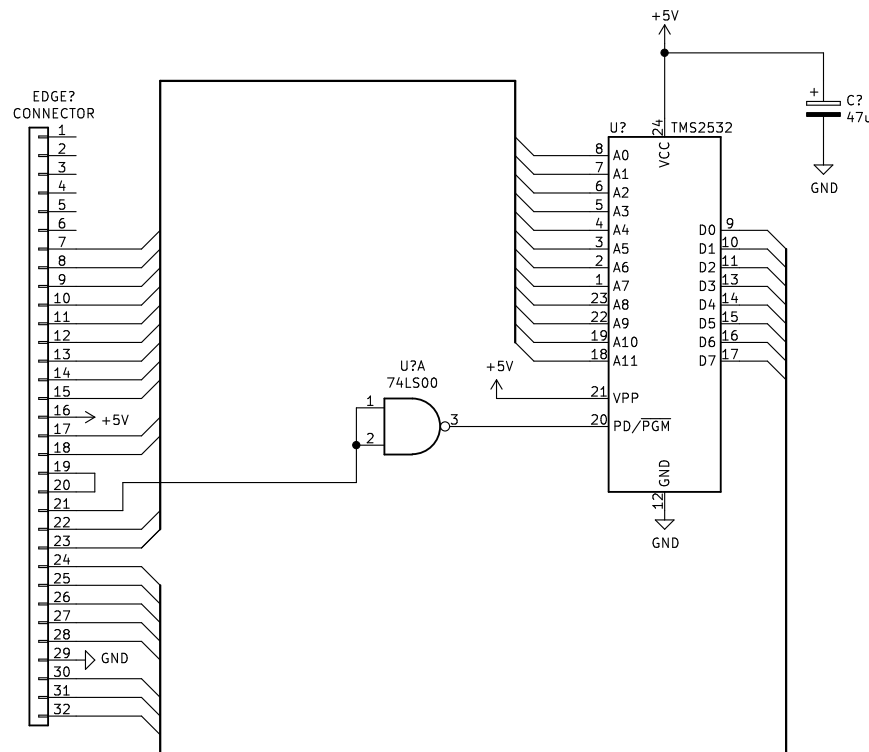 +5V
EDGE?
CONNECTOR
1
2
3
4
5
6
7
8
9
10
11
12
13
14
15
16
+5V
17
18
19
20
21
22
23
24
25
26
27
28
29
GND
30
31
32
U?A
74LS00
1
2
3
+5V
U?
TMS2532
24
VCC
8 A0
7 A1
6 A2
5 A3
4 A4
3 A5
2 A6
1 A7
23 A8
22 A9
19 A10
18 A11
21 VPP
20 PD/PGM
D0 9
D1 10
D2 11
D3 13
D4 14
D5 15
D6 16
D7 17
GND
12
GND
+
C?
47u
GND